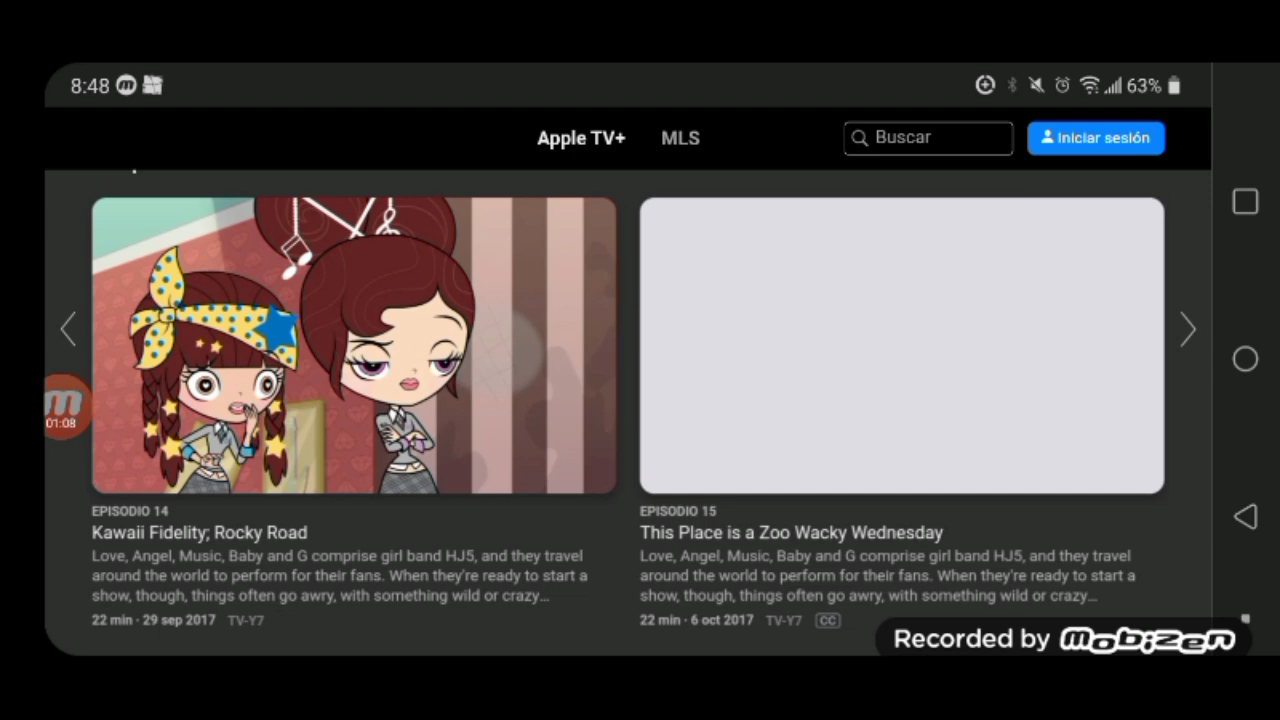 8:48
63%
Apple TV+
MLS
Buscar
Iniciar sesión
m
01:08
EPISODIO 14
Kawaii Fidelity; Rocky Road
Love, Angel, Music, Baby and G comprise girl band HJ5, and they travel
around the world to perform for their fans. When they're ready to start a
show, though, things often go awry, with something wild or crazy...
22 min · 29 sep 2017 TV-Y7
EPISODIO 15
This Place is a Zoo Wacky Wednesday
Love, Angel, Music, Baby and G comprise girl band HJ5, and they travel
around the world to perform for their fans. When they're ready to start a
show, though, things often go awry, with something wild or crazy...
22 min · 6 oct 2017 TV-Y7 CC
Recorded by mobizen